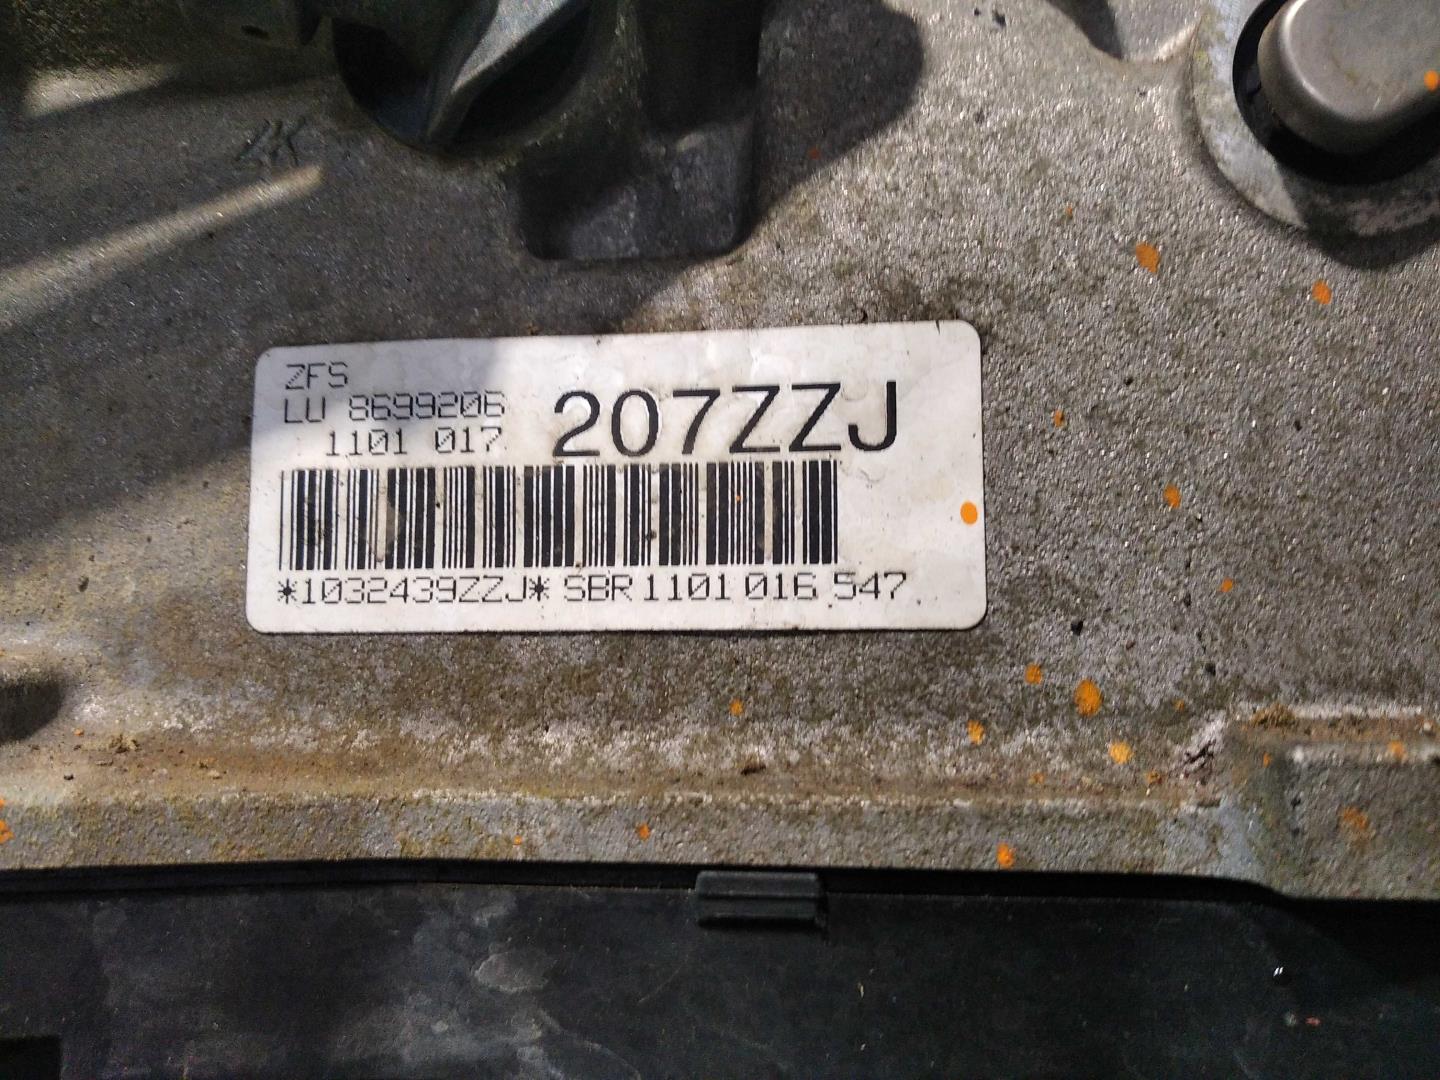 ZFS
LU 8699206
1101 017
207ZZJ
*1032439ZZJ* SBR 1101 016 547